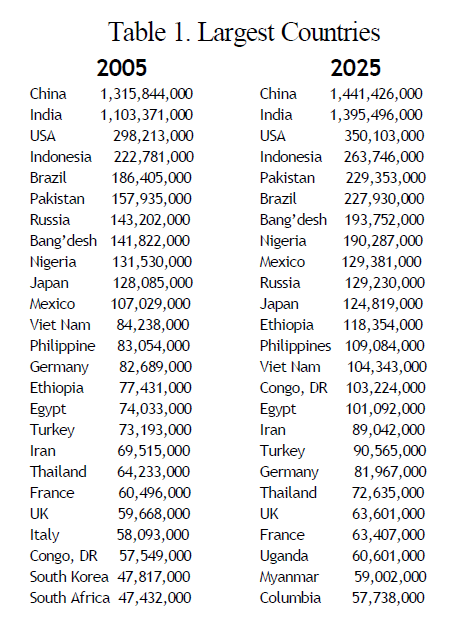 Table 1. Largest Countries
2005 2025
China 1,315,844,000 China 1,441,426,000
India 1,103,371,000 India 1,395,496,000
USA 298,213,000 USA 350,103,000
Indonesia 222,781,000 Indonesia 263,746,000
Brazil 186,405,000 Pakistan 229,353,000
Pakistan 157,935,000 Brazil 227,930,000
Russia 143,202,000 Bang'desh 193,752,000
Bang'desh 141,822,000 Nigeria 190,287,000
Nigeria 131,530,000 Mexico 129,381,000
Japan 128,085,000 Russia 129,230,000
Mexico 107,029,000 Japan 124,819,000
Viet Nam 84,238,000 Ethiopia 118,354,000
Philippine 83,054,000 Philippines 109,084,000
Germany 82,689,000 Viet Nam 104,343,000
Ethiopia 77,431,000 Congo, DR 103,224,000
Egypt 74,033,000 Egypt 101,092,000
Turkey 73,193,000 Iran 89,042,000
Iran 69,515,000 Turkey 90,565,000
Thailand 64,233,000 Germany 81,967,000
France 60,496,000 Thailand 72,635,000
UK 59,668,000 UK 63,601,000
Italy 58,093,000 France 63,407,000
Congo, DR 57,549,000 Uganda 60,601,000
South Korea 47,817,000 Myanmar 59,002,000
South Africa 47,432,000 Columbia 57,738,000